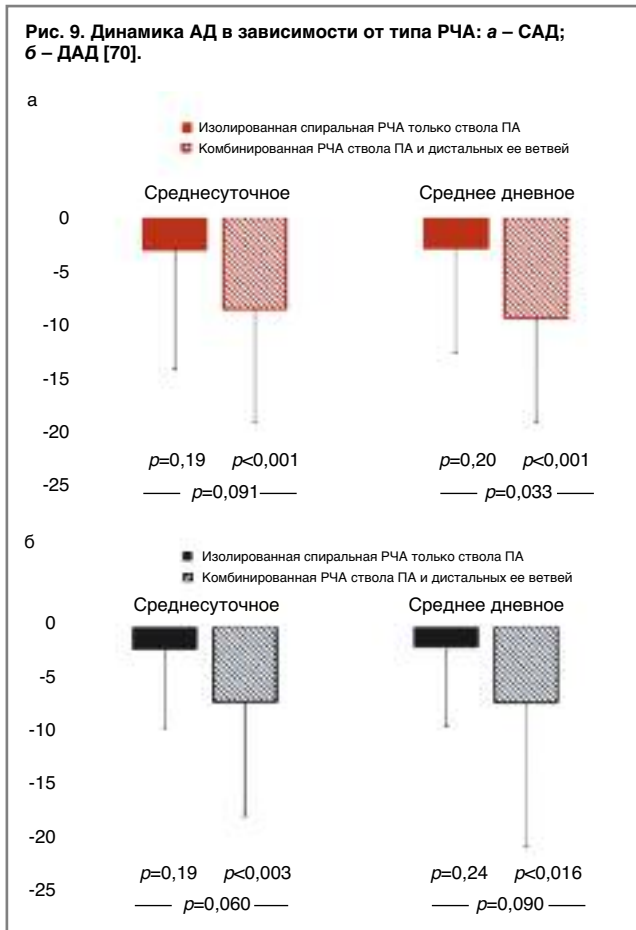 Рис. 9. Динамика АД в зависимости от типа РЧА: а – САД;
б – ДАД [70].
а
Изолированная спиральная РЧА только ствола ПА
Комбинированная РЧА ствола ПА и дистальных ее ветвей
Среднесуточное Среднее дневное
0
-5
-10
-15
-20
-25
p=0,19 p<0,001 p=0,20 p<0,001
p=0,091 p=0,033
б
Изолированная спиральная РЧА только ствола ПА
Комбинированная РЧА ствола ПА и дистальных ее ветвей
Среднесуточное Среднее дневное
0
-5
-10
-15
-20
-25
p=0,19 p<0,003 p=0,24 p<0,016
p=0,060 p=0,090